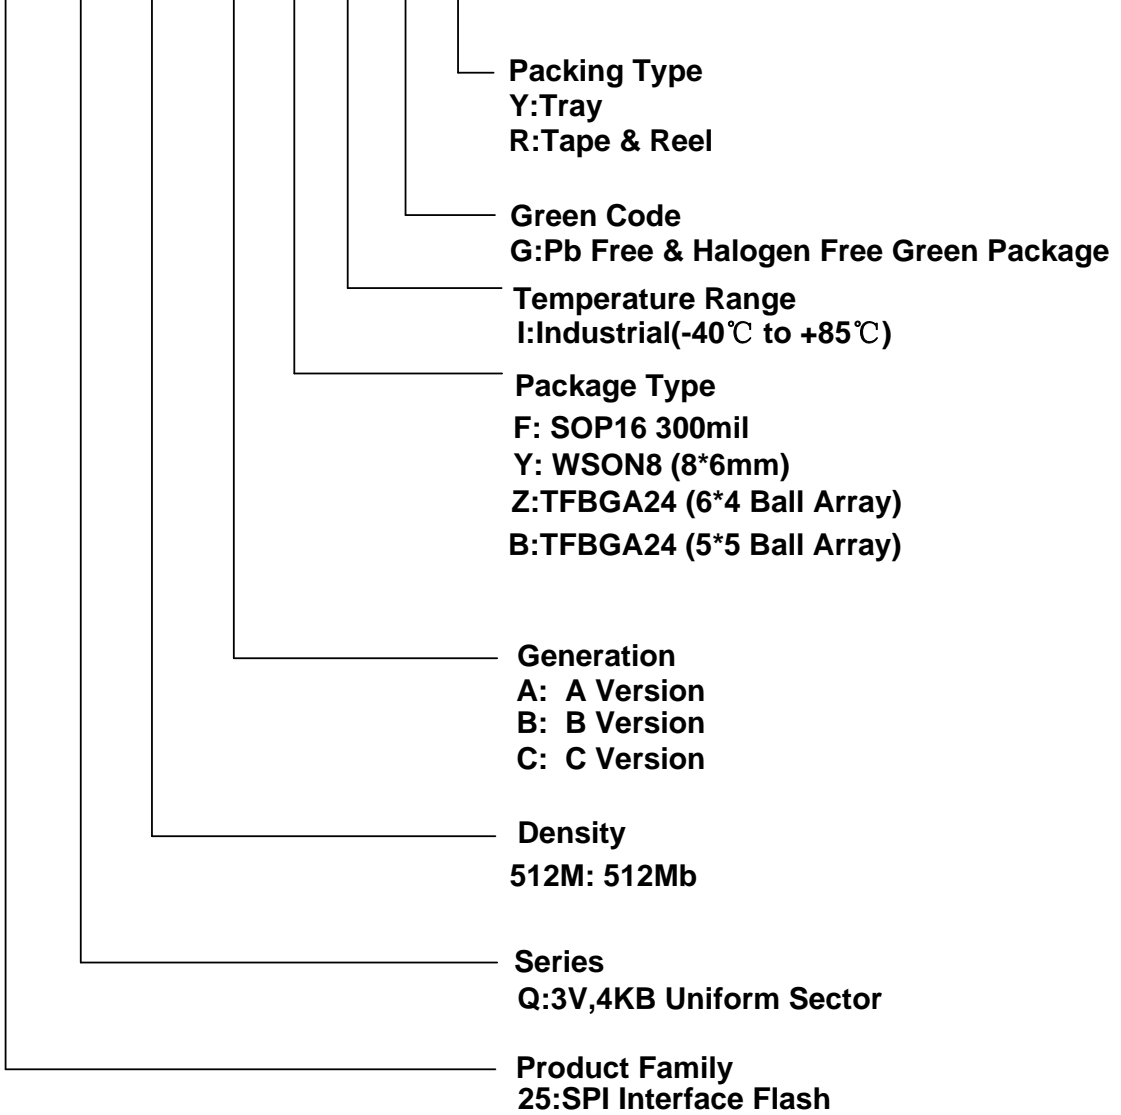 Packing Type
Y:Tray
R:Tape & Reel
Green Code
G:Pb Free & Halogen Free Green Package
Temperature Range
I:Industrial(-40℃ to +85℃)
Package Type
F: SOP16 300mil
Y: WSON8 (8*6mm)
Z:TFBGA24 (6*4 Ball Array)
B:TFBGA24 (5*5 Ball Array)
Generation
A: A Version
B: B Version
C: C Version
Density
512M: 512Mb
Series
Q:3V,4KB Uniform Sector
Product Family
25:SPI Interface Flash